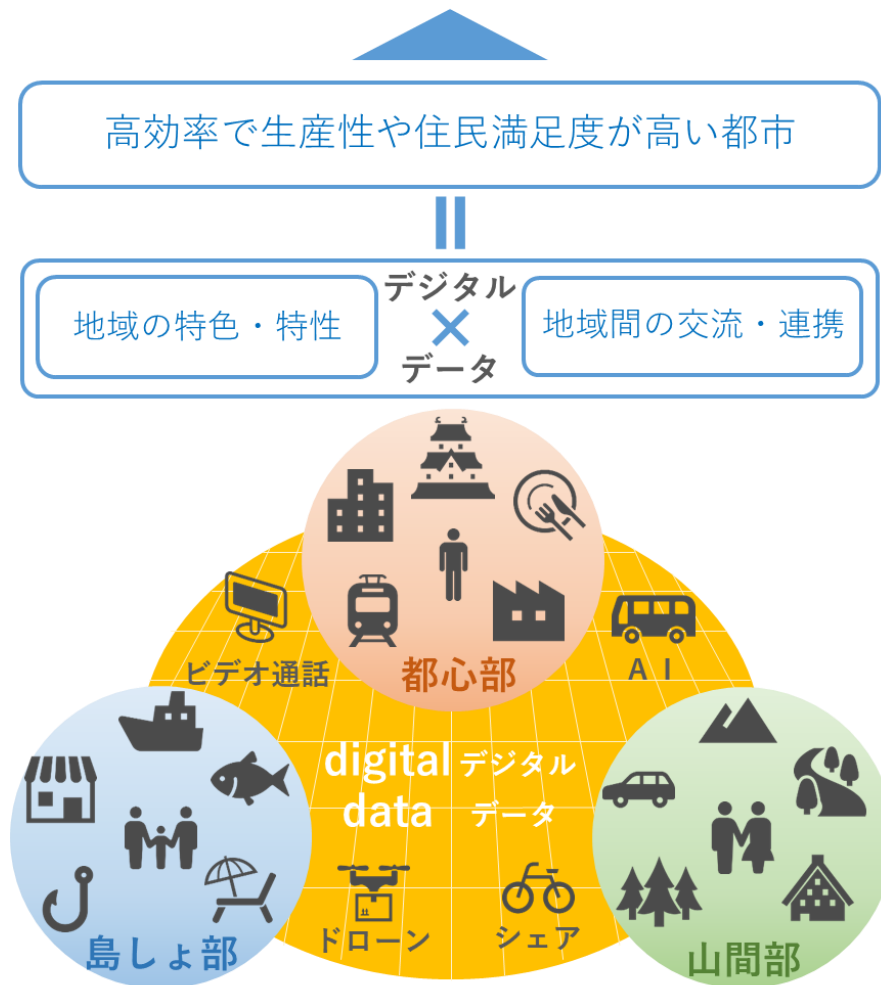 高効率で生産性や住民満足度が高い都市
地域の特色・特性
デジタル
×
データ
地域間の交流・連携
都心部
ビデオ通話
ＡＩ
digital デジタル
data データ
ドローン
シェア
島しょ部
山間部